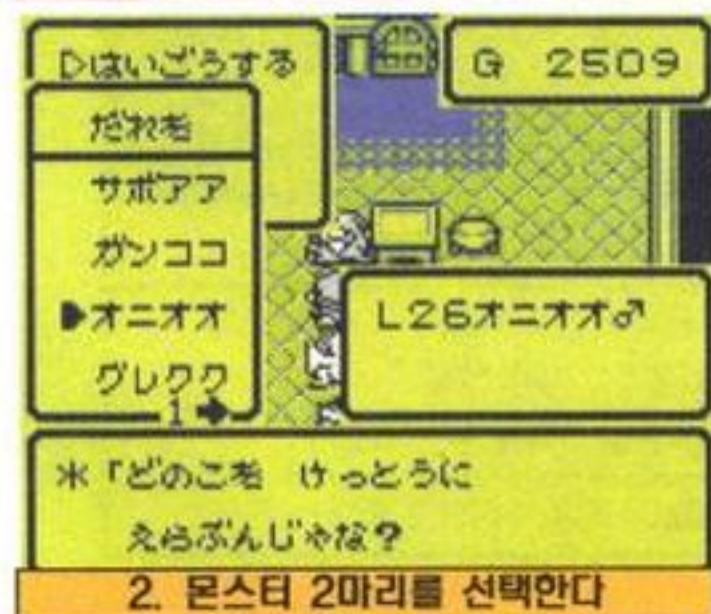 ▷はいごうする
G 2509
だれを
サボアア
ガンココ
▶オニオオ
グレクク
1➡
L26オニオオ♂
*「どのこを けっとうに
えらぶんじゃな?
2. 몬스터 2마리를 선택한다